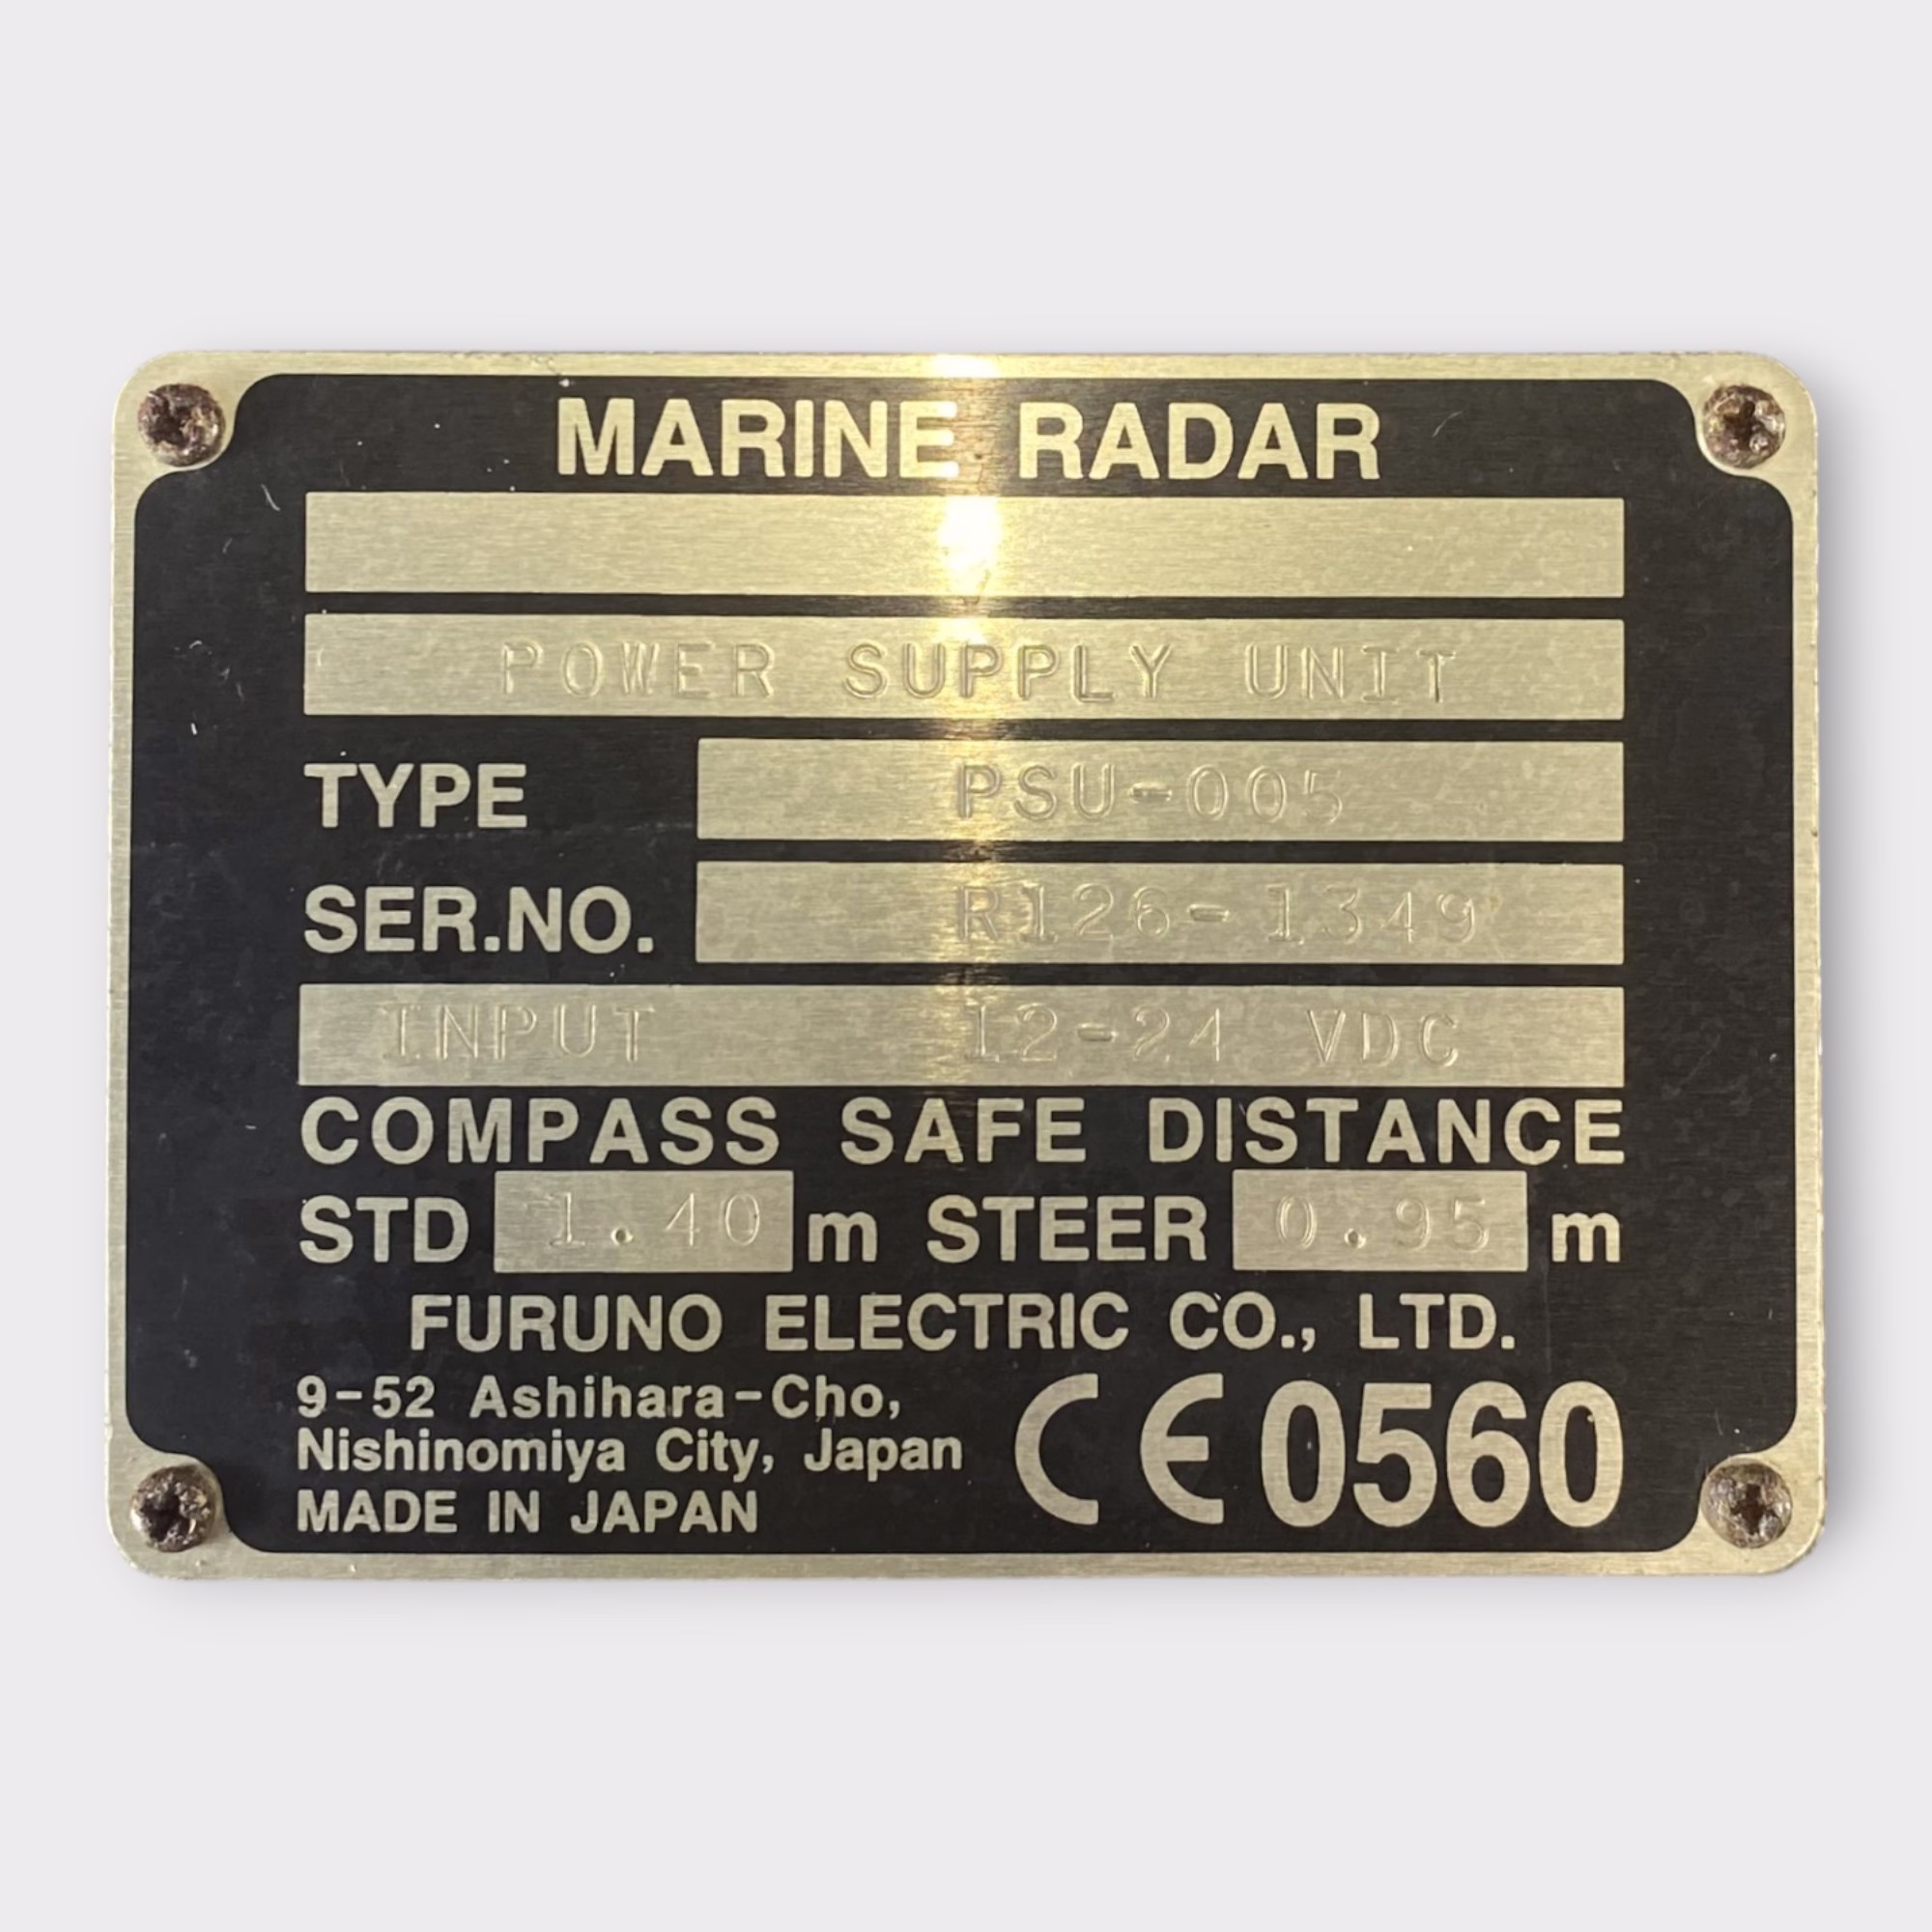 MARINE RADAR
POWER SUPPLY UNIT
TYPE PSU-005
SER.NO. R126-1349
INPUT 12-24 VDC
COMPASS SAFE DISTANCE
STD 1.40 m STEER 0.95 m
FURUNO ELECTRIC CO., LTD.
9-52 Ashihara-Cho,
Nishinomiya City, Japan
MADE IN JAPAN
CE0560